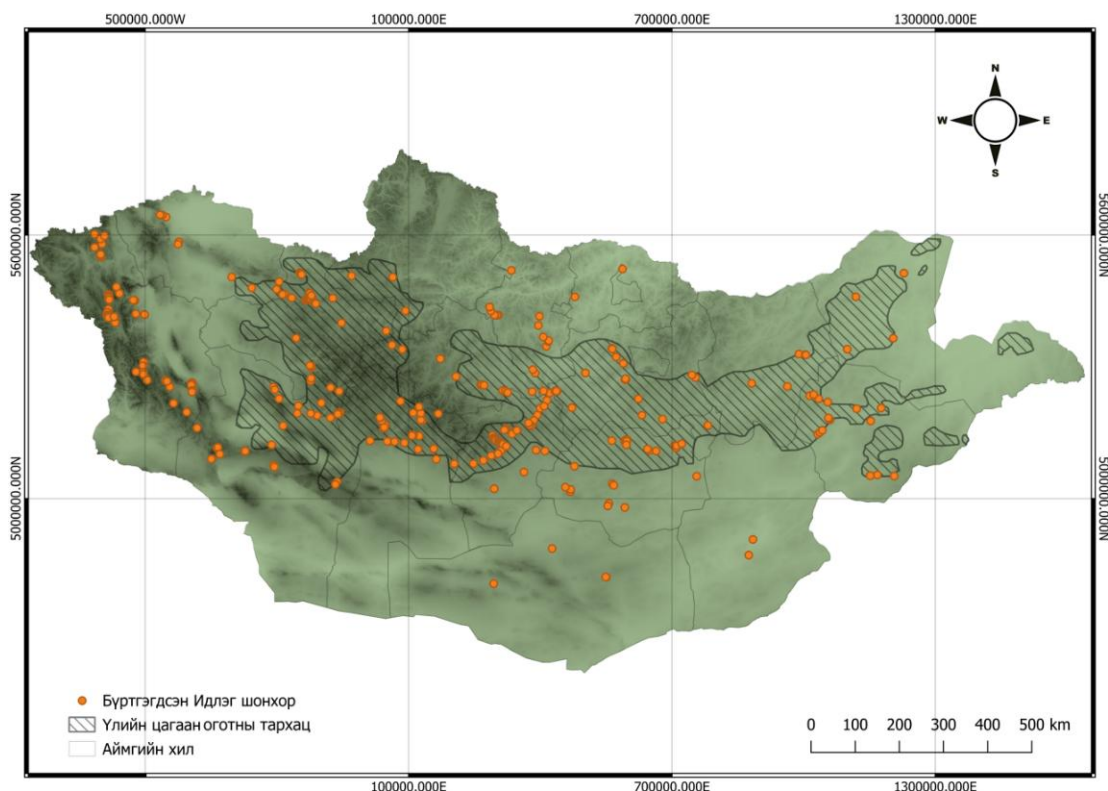 500000.000W 100000.000E 700000.000E 1300000.000E
N
W E
S
5600000.000N 5600000.000N
5000000.000N 5000000.000N
Бүртгэгдсэн Идлэг шонхор
Үлийн цагаан оготны тархац
Аймгийн хил
0 100 200 300 400 500 km
500000.000W 100000.000E 700000.000E 1300000.000E